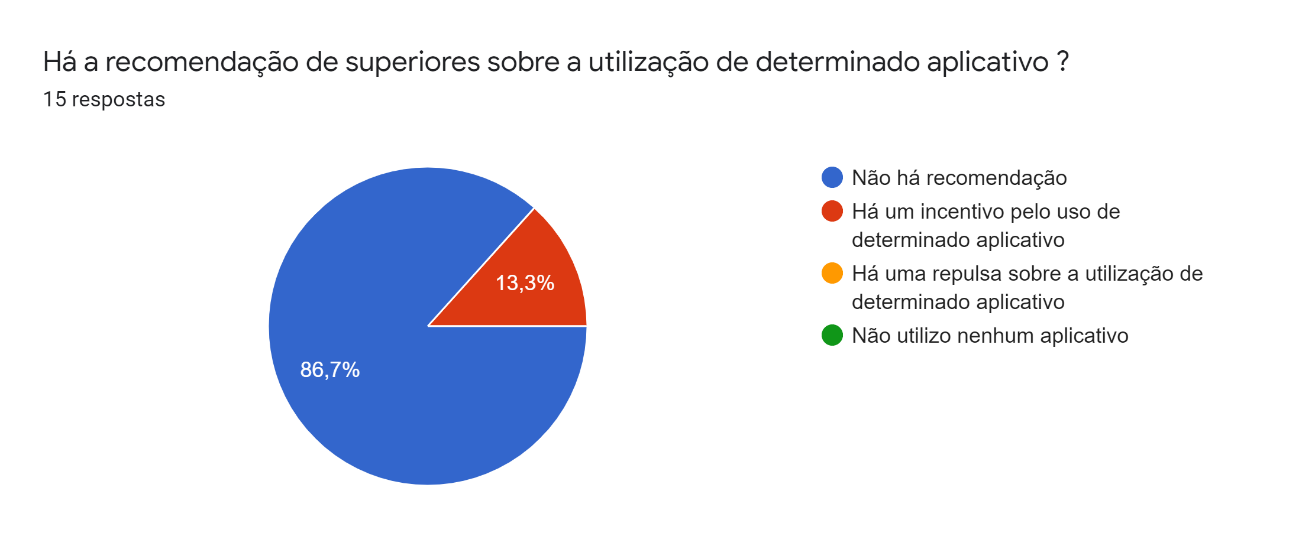 Há a recomendação de superiores sobre a utilização de determinado aplicativo ?
15 respostas
Não há recomendação
Há um incentivo pelo uso de
determinado aplicativo
Há uma repulsa sobre a utilização de
determinado aplicativo
Não utilizo nenhum aplicativo
13,3%
86,7%